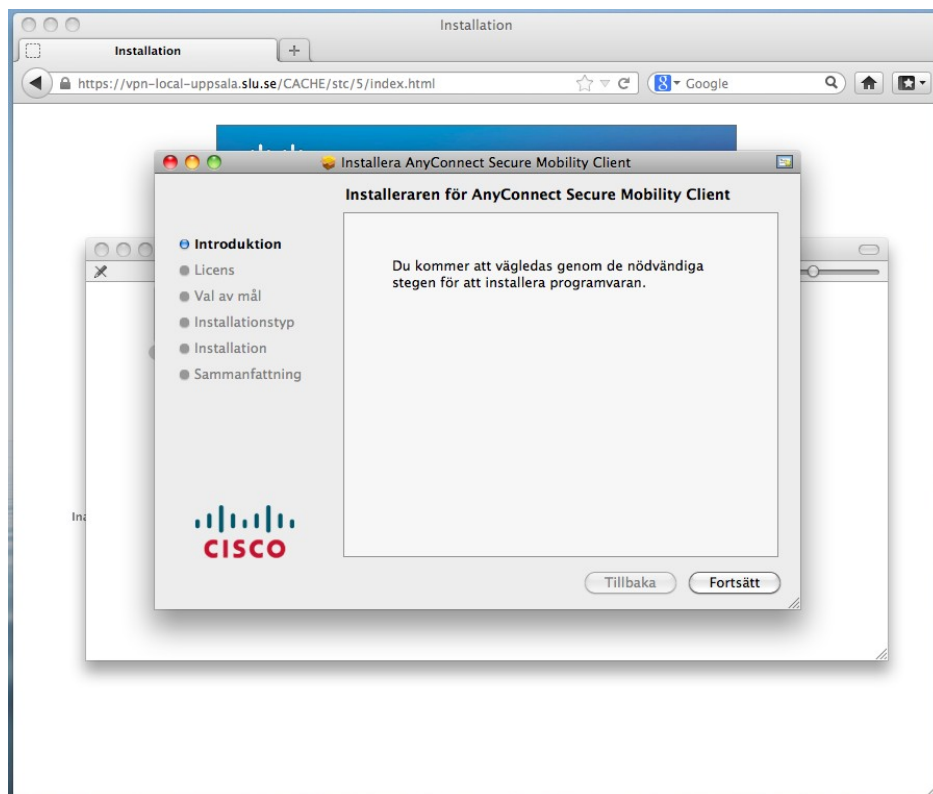 Installation
Installation
https://vpn-local-uppsala.slu.se/CACHE/stc/5/index.html
Google
Installera AnyConnect Secure Mobility Client
Installeraren för AnyConnect Secure Mobility Client
Introduktion
Licens
Val av mål
Installationstyp
Installation
Sammanfattning
Du kommer att vägledas genom de nödvändiga
stegen för att installera programvaran.
CISCO
Tillbaka
Fortsätt